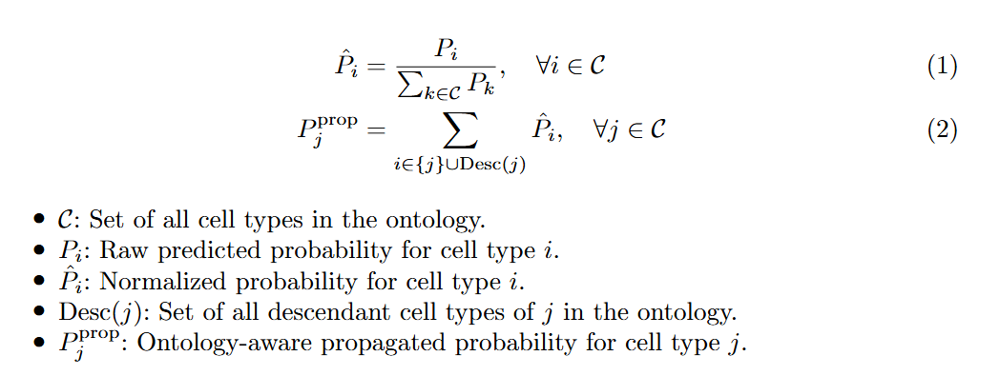 $\hat{P}_i = \frac{P_i}{\sum_{k \in \mathcal{C}} P_k}, \quad \forall i \in \mathcal{C}$ (1)
$P_j^{\text{prop}} = \sum_{i \in \{j\} \cup \text{Desc}(j)} \hat{P}_i, \quad \forall j \in \mathcal{C}$ (2)
• $\mathcal{C}$: Set of all cell types in the ontology.
• $P_i$: Raw predicted probability for cell type $i$.
• $\hat{P}_i$: Normalized probability for cell type $i$.
• Desc($j$): Set of all descendant cell types of $j$ in the ontology.
• $P_j^{\text{prop}}$: Ontology-aware propagated probability for cell type $j$.